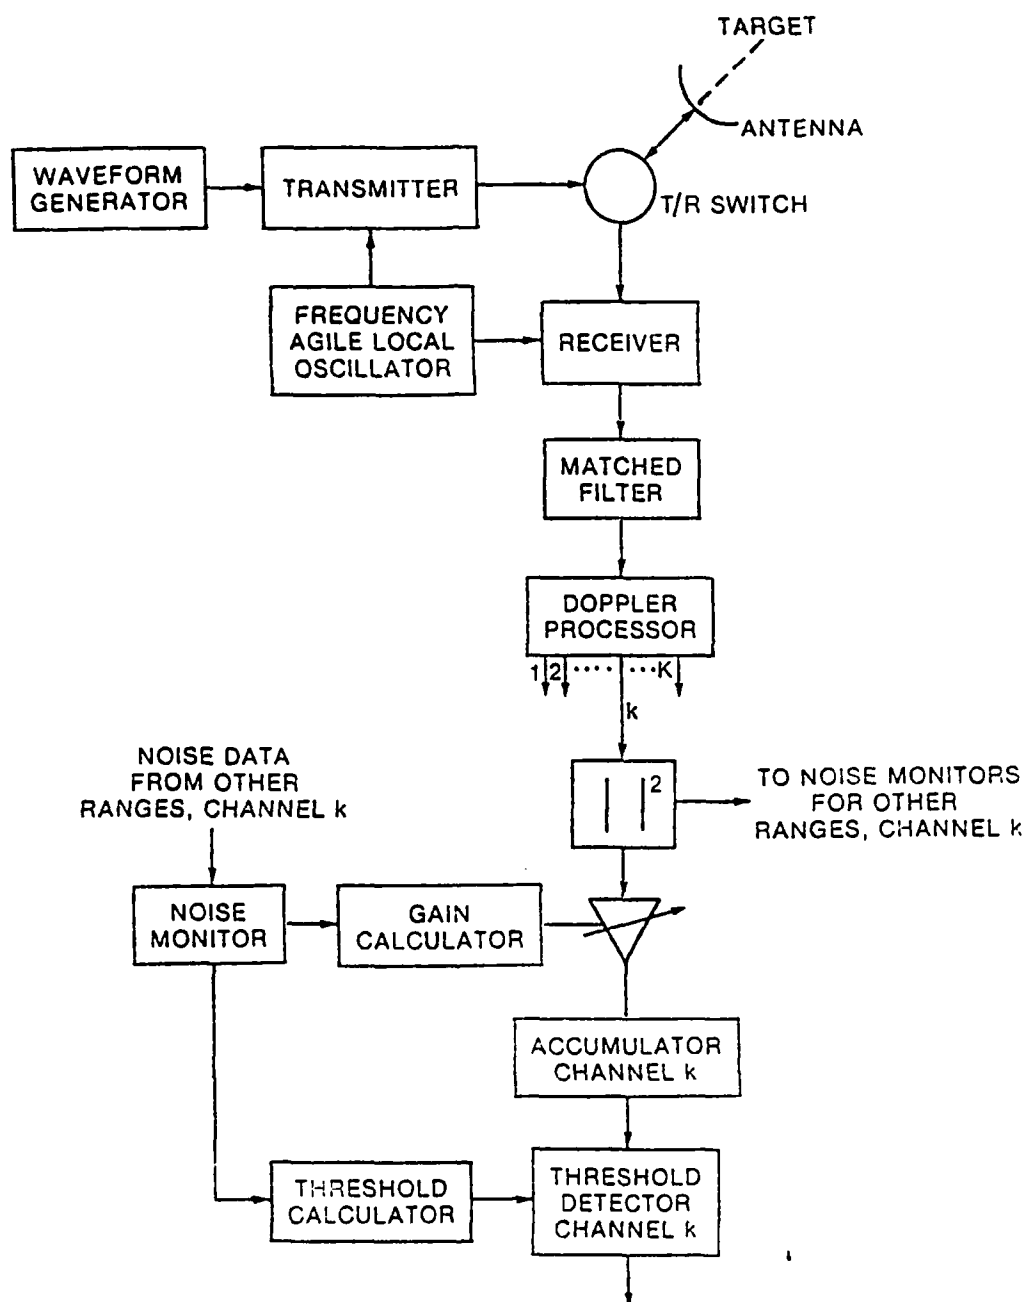 TARGET
ANTENNA
WAVEFORM
GENERATOR
TRANSMITTER
T/R SWITCH
FREQUENCY
AGILE LOCAL
OSCILLATOR
RECEIVER
MATCHED
FILTER
DOPPLER
PROCESSOR
1 2 ···· ···K
k
NOISE DATA
FROM OTHER
RANGES, CHANNEL k
| |2
TO NOISE MONITORS
FOR OTHER
RANGES, CHANNEL k
NOISE
MONITOR
GAIN
CALCULATOR
ACCUMULATOR
CHANNEL k
THRESHOLD
CALCULATOR
THRESHOLD
DETECTOR
CHANNEL k